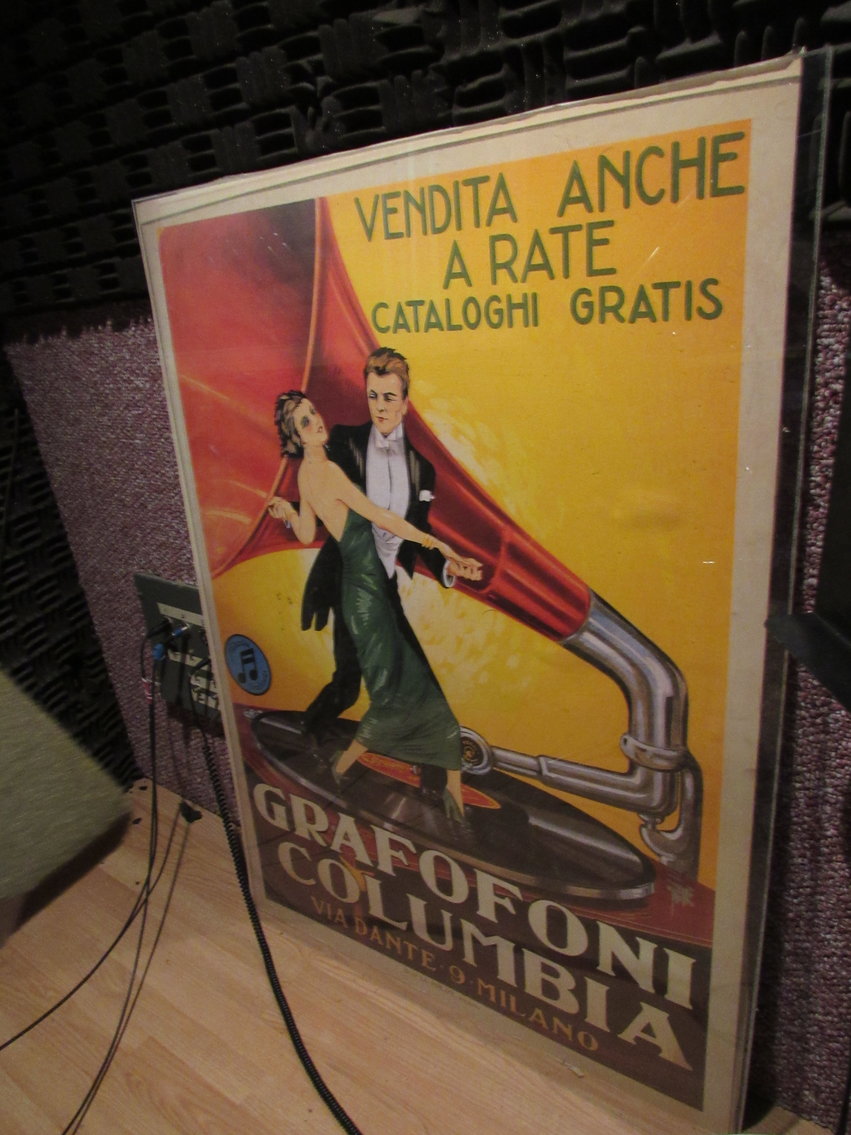 VENDITA ANCHE
A RATE
CATALOGHI GRATIS
GRAFOFONI
COLUMBIA
VIA DANTE·9·MILANO